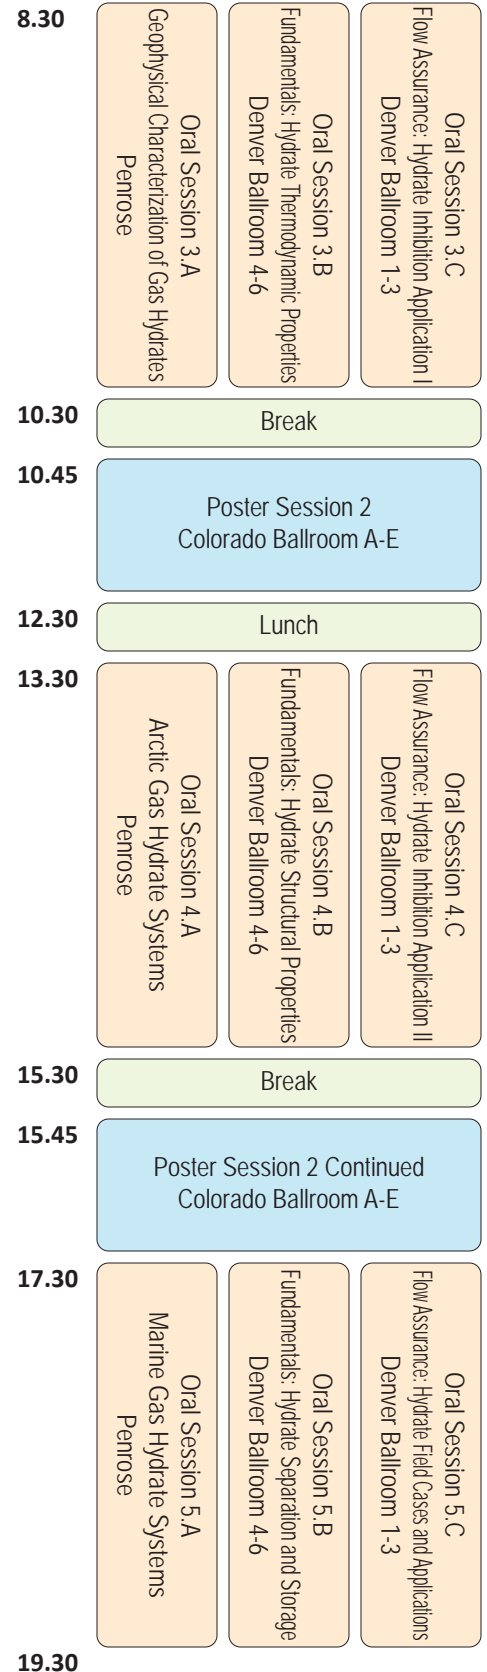 8.30
Oral Session 3.A
Geophysical Characterization of Gas Hydrates
Penrose
Oral Session 3.B
Fundamentals: Hydrate Thermodynamic Properties
Denver Ballroom 4-6
Oral Session 3.C
Flow Assurance: Hydrate Inhibition Application I
Denver Ballroom 1-3
10.30
Break
10.45
Poster Session 2
Colorado Ballroom A-E
12.30
Lunch
13.30
Oral Session 4.A
Arctic Gas Hydrate Systems
Penrose
Oral Session 4.B
Fundamentals: Hydrate Structural Properties
Denver Ballroom 4-6
Oral Session 4.C
Flow Assurance: Hydrate Inhibition Application II
Denver Ballroom 1-3
15.30
Break
15.45
Poster Session 2 Continued
Colorado Ballroom A-E
17.30
Oral Session 5.A
Marine Gas Hydrate Systems
Penrose
Oral Session 5.B
Fundamentals: Hydrate Separation and Storage
Denver Ballroom 4-6
Oral Session 5.C
Flow Assurance: Hydrate Field Cases and Applications
Denver Ballroom 1-3
19.30